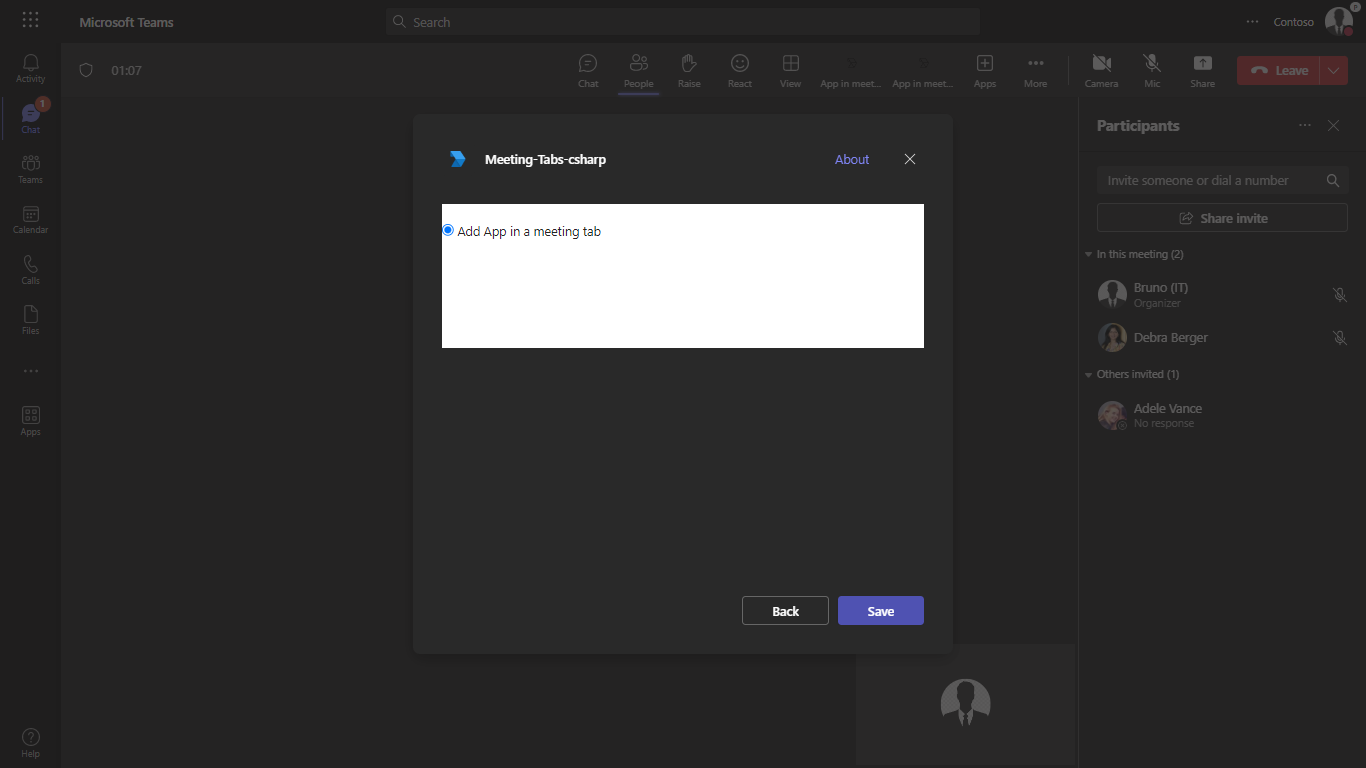 Microsoft Teams
Search
Contoso
P
Activity
1
Chat
Teams
Calendar
Calls
Files
Apps
Help
01:07
Chat
People
Raise
React
View
App in meet...
App in meet...
Apps
More
Camera
Mic
Share
Leave
Meeting-Tabs-csharp
About
Add App in a meeting tab
Back
Save
Participants
Invite someone or dial a number
Share invite
In this meeting (2)
Bruno (IT)
Organizer
Debra Berger
Others invited (1)
Adele Vance
No response